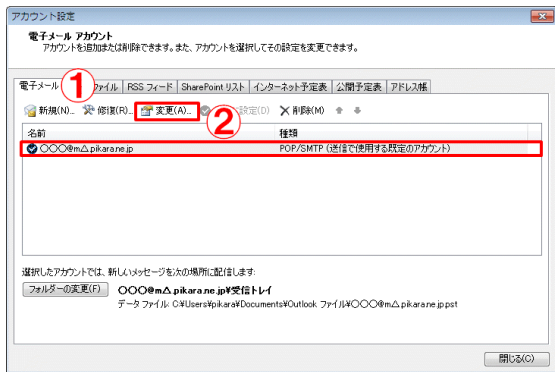 アカウント設定
電子メール アカウント
アカウントを追加または削除できます。また、アカウントを選択してその設定を変更できます。
電子メール ファイル RSS フィード SharePoint リスト インターネット予定表 公開予定表 アドレス帳
① 新規(N)... 修復(R)... 変更(A)... ② 設定(D) 削除(M)
名前 種類
〇〇〇@m△.pikara.ne.jp POP/SMTP (送信で使用する既定のアカウント)
選択したアカウントでは、新しいメッセージを次の場所に配信します:
フォルダーの変更(F) 〇〇〇@m△.pikara.ne.jp¥受信トレイ
データ ファイル: C:¥Users¥pikara¥Documents¥Outlook ファイル¥〇〇〇@m△.pikara.ne.jp.pst
閉じる(C)